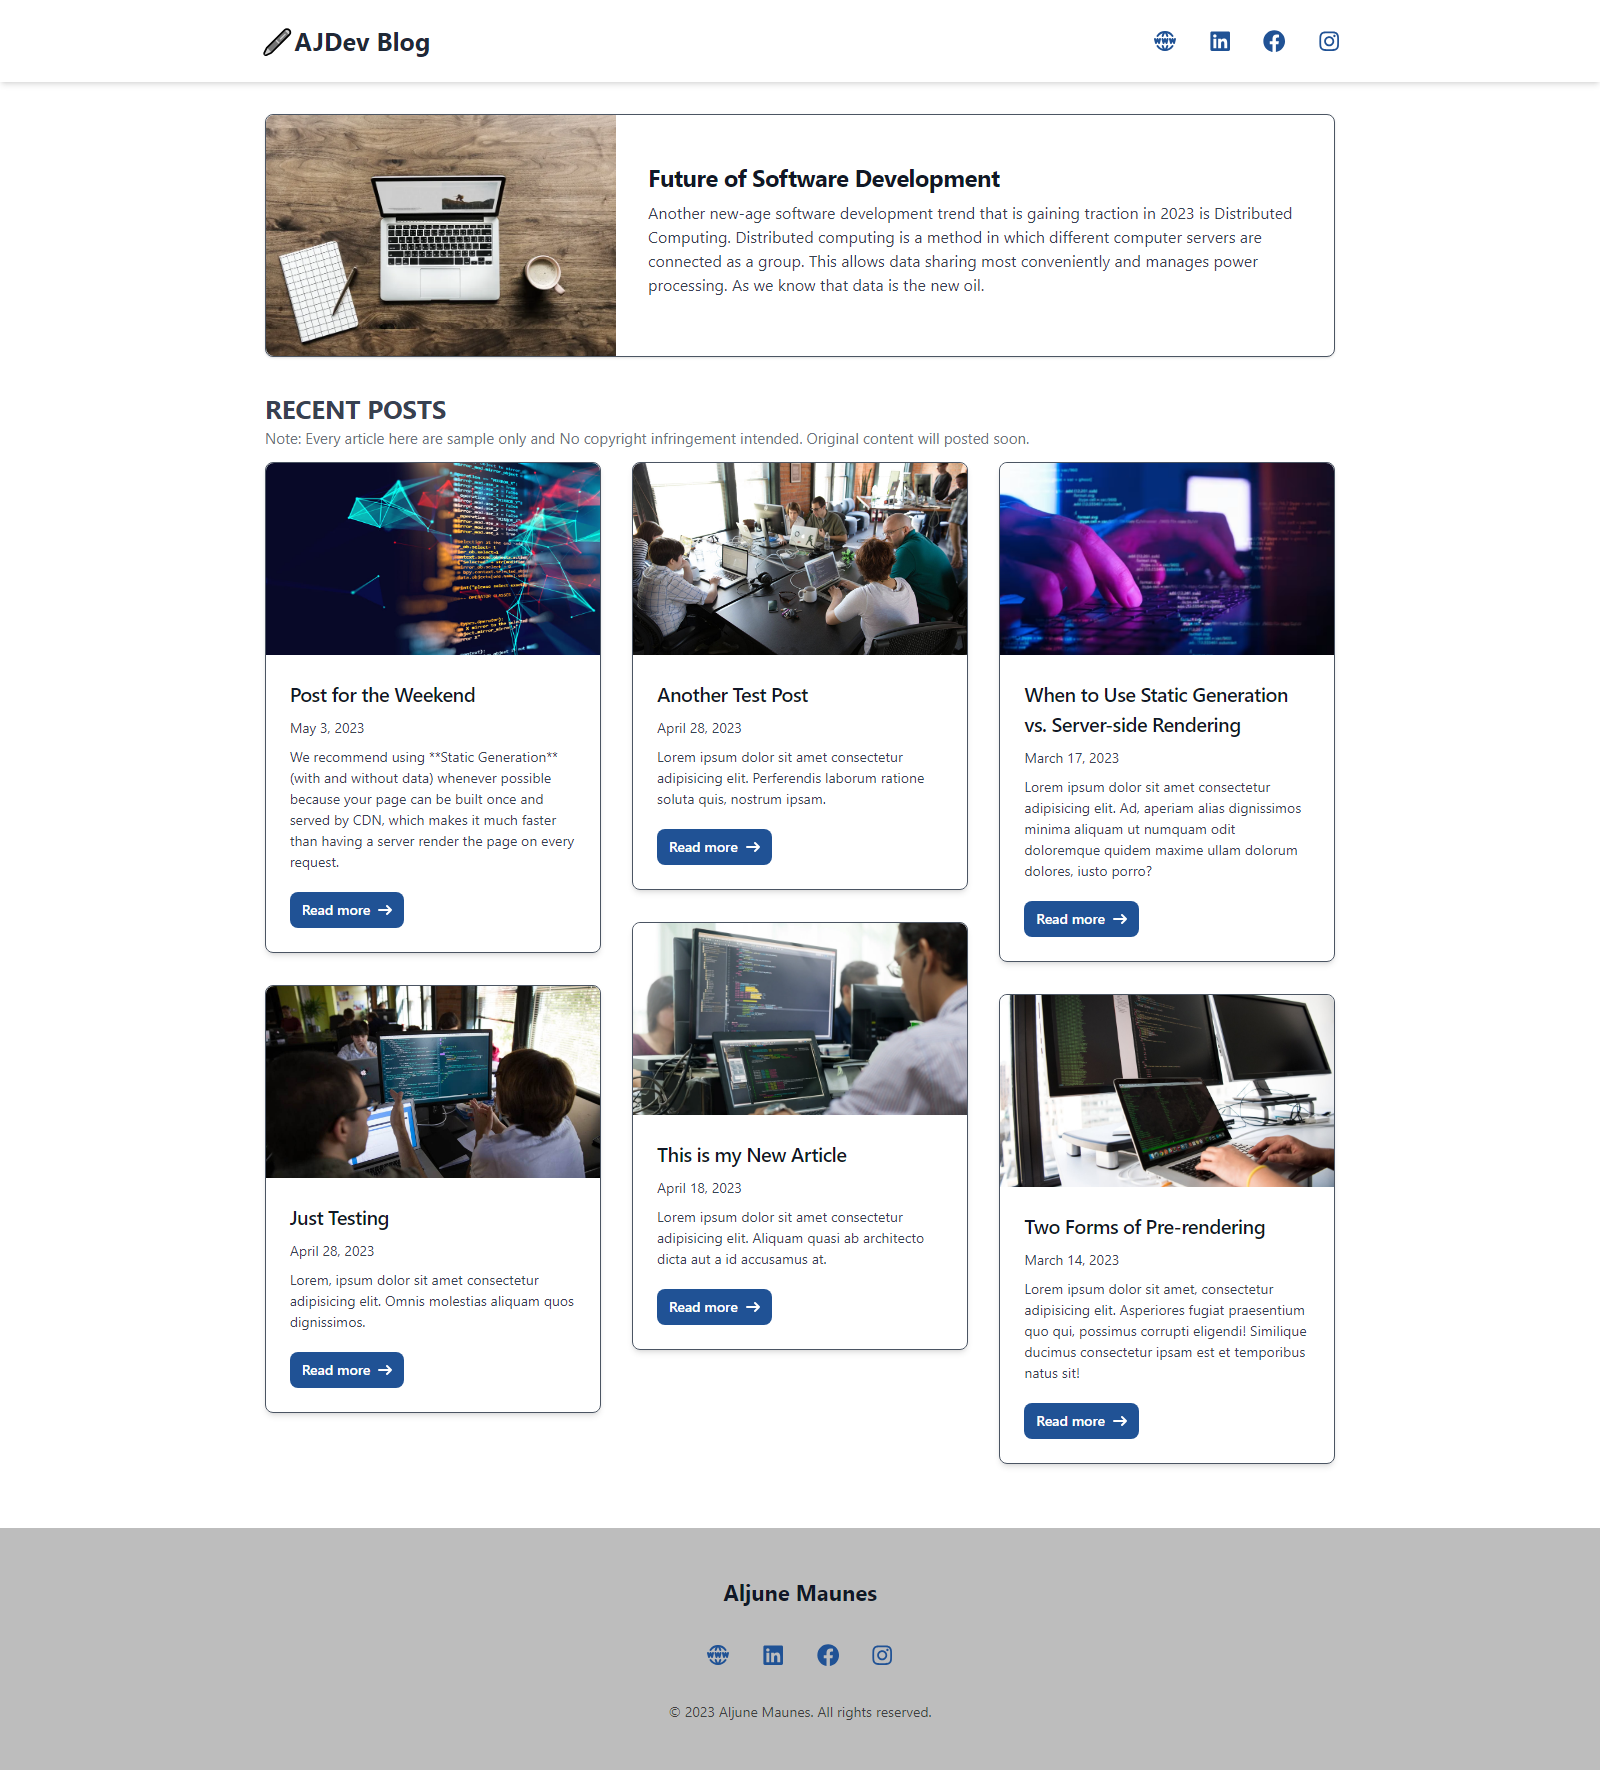 AJDev Blog
Future of Software Development
Another new-age software development trend that is gaining traction in 2023 is Distributed
Computing. Distributed computing is a method in which different computer servers are
connected as a group. This allows data sharing most conveniently and manages power
processing. As we know that data is the new oil.
RECENT POSTS
Note: Every article here are sample only and No copyright infringement intended. Original content will posted soon.
Post for the Weekend
May 3, 2023
We recommend using **Static Generation**
(with and without data) whenever possible
because your page can be built once and
served by CDN, which makes it much faster
than having a server render the page on every
request.
Read more
Just Testing
April 28, 2023
Lorem, ipsum dolor sit amet consectetur
adipisicing elit. Omnis molestias aliquam quos
dignissimos.
Read more
Another Test Post
April 28, 2023
Lorem ipsum dolor sit amet consectetur
adipisicing elit. Perferendis laborum ratione
soluta quis, nostrum ipsam.
Read more
This is my New Article
April 18, 2023
Lorem ipsum dolor sit amet consectetur
adipisicing elit. Aliquam quasi ab architecto
dicta aut a id accusamus at.
Read more
When to Use Static Generation
vs. Server-side Rendering
March 17, 2023
Lorem ipsum dolor sit amet consectetur
adipisicing elit. Ad, aperiam alias dignissimos
minima aliquam ut numquam odit
doloremque quidem maxime ullam dolorum
dolores, iusto porro?
Read more
Two Forms of Pre-rendering
March 14, 2023
Lorem ipsum dolor sit amet, consectetur
adipisicing elit. Asperiores fugiat praesentium
quo qui, possimus corrupti eligendi! Similique
ducimus consectetur ipsam est et temporibus
natus sit!
Read more
Aljune Maunes
© 2023 Aljune Maunes. All rights reserved.